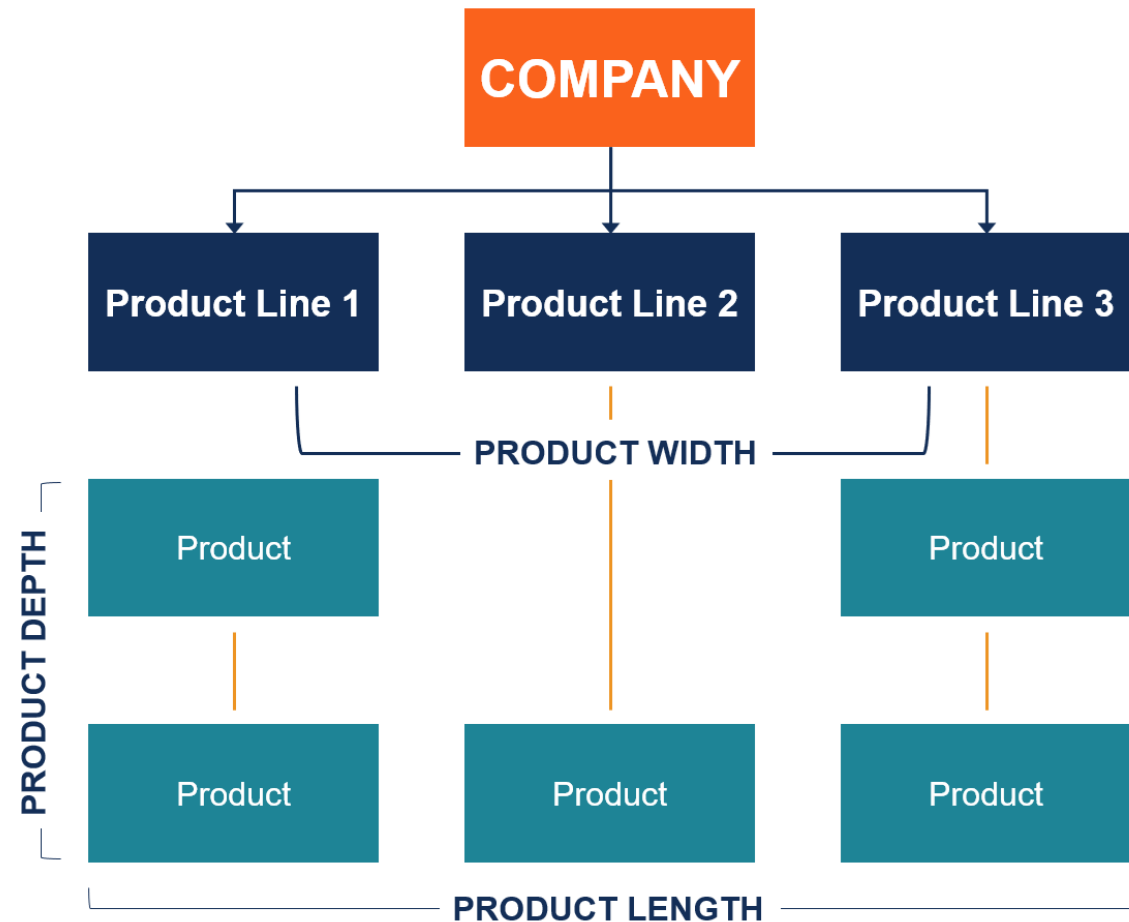 COMPANY
Product Line 1
Product Line 2
Product Line 3
PRODUCT WIDTH
PRODUCT DEPTH
Product
Product
Product
Product
Product
PRODUCT LENGTH